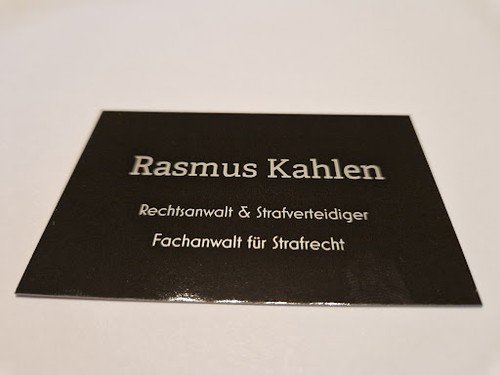 Rasmus Kahlen
Rechtsanwalt & Strafverteidiger
Fachanwalt für Strafrecht